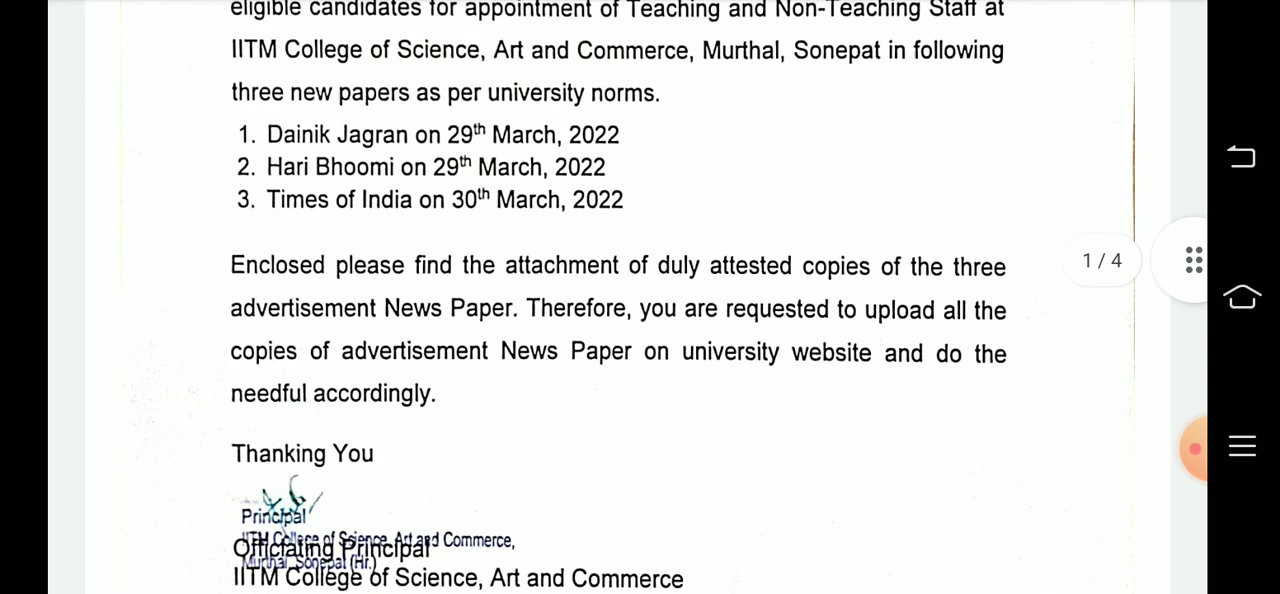 eligible candidates for appointment of Teaching and Non-Teaching Staff at
IITM College of Science, Art and Commerce, Murthal, Sonepat in following
three new papers as per university norms.
1. Dainik Jagran on 29th March, 2022
2. Hari Bhoomi on 29th March, 2022
3. Times of India on 30th March, 2022
1 / 4
Enclosed please find the attachment of duly attested copies of the three
advertisement News Paper. Therefore, you are requested to upload all the
copies of advertisement News Paper on university website and do the
needful accordingly.
Thanking You
Principal
IITM College of Science, Art and Commerce,
Officiating Principal
Murthal, Sonepat (Hr.)
IITM College of Science, Art and Commerce